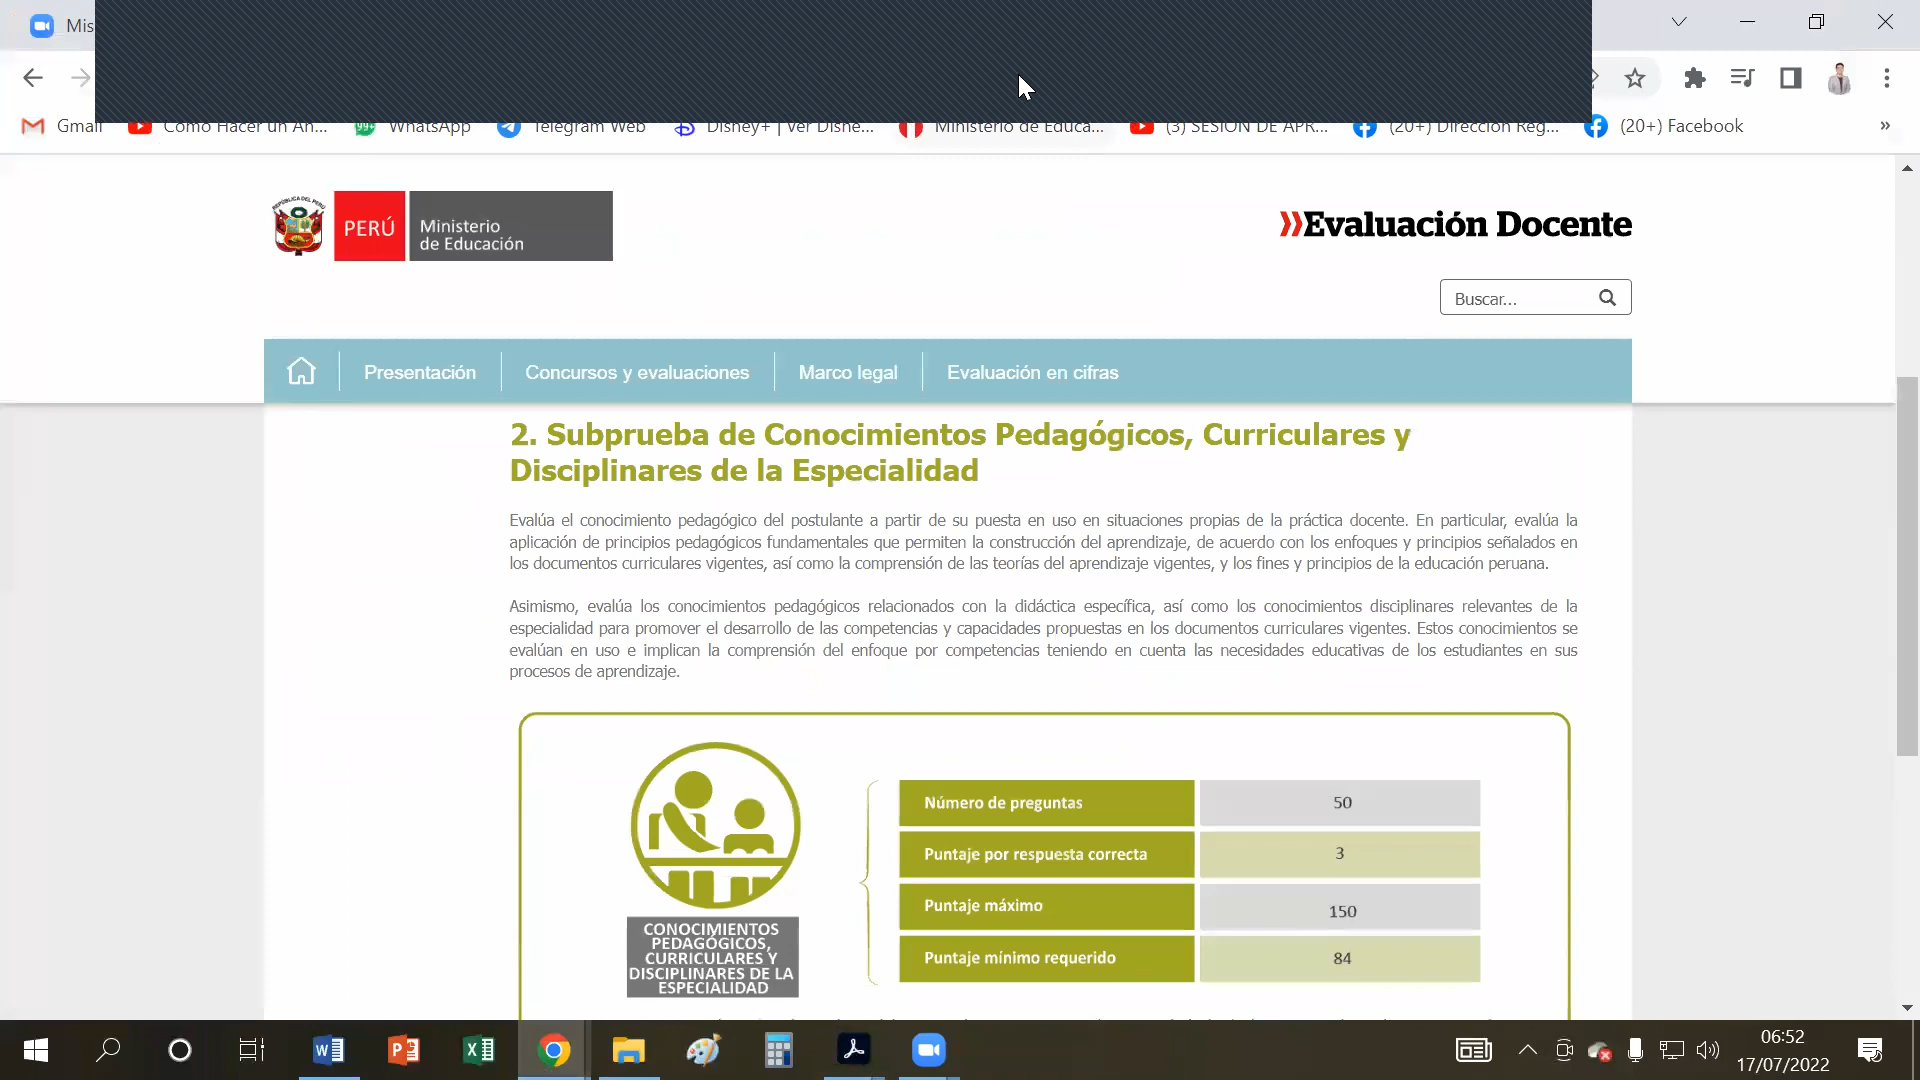 Mis
Gmail
Como Hacer un An...
WhatsApp
Telegram Web
Disney+ | Ver Disne...
Ministerio de Educa...
(3) SESION DE APR...
(20+) Dirección Reg...
(20+) Facebook
»
REPÚBLICA DEL PERÚ
PERÚ
Ministerio
de Educación
Evaluación Docente
Buscar...
Presentación
Concursos y evaluaciones
Marco legal
Evaluación en cifras
2. Subprueba de Conocimientos Pedagógicos, Curriculares y
Disciplinares de la Especialidad
Evalúa el conocimiento pedagógico del postulante a partir de su puesta en uso en situaciones propias de la práctica docente. En particular, evalúa la
aplicación de principios pedagógicos fundamentales que permiten la construcción del aprendizaje, de acuerdo con los enfoques y principios señalados en
los documentos curriculares vigentes, así como la comprensión de las teorías del aprendizaje vigentes, y los fines y principios de la educación peruana.
Asimismo, evalúa los conocimientos pedagógicos relacionados con la didáctica específica, así como los conocimientos disciplinares relevantes de la
especialidad para promover el desarrollo de las competencias y capacidades propuestas en los documentos curriculares vigentes. Estos conocimientos se
evalúan en uso e implican la comprensión del enfoque por competencias teniendo en cuenta las necesidades educativas de los estudiantes en sus
procesos de aprendizaje.
CONOCIMIENTOS
PEDAGÓGICOS,
CURRICULARES Y
DISCIPLINARES DE LA
ESPECIALIDAD
Número de preguntas 50
Puntaje por respuesta correcta 3
Puntaje máximo 150
Puntaje mínimo requerido 84
06:52
17/07/2022